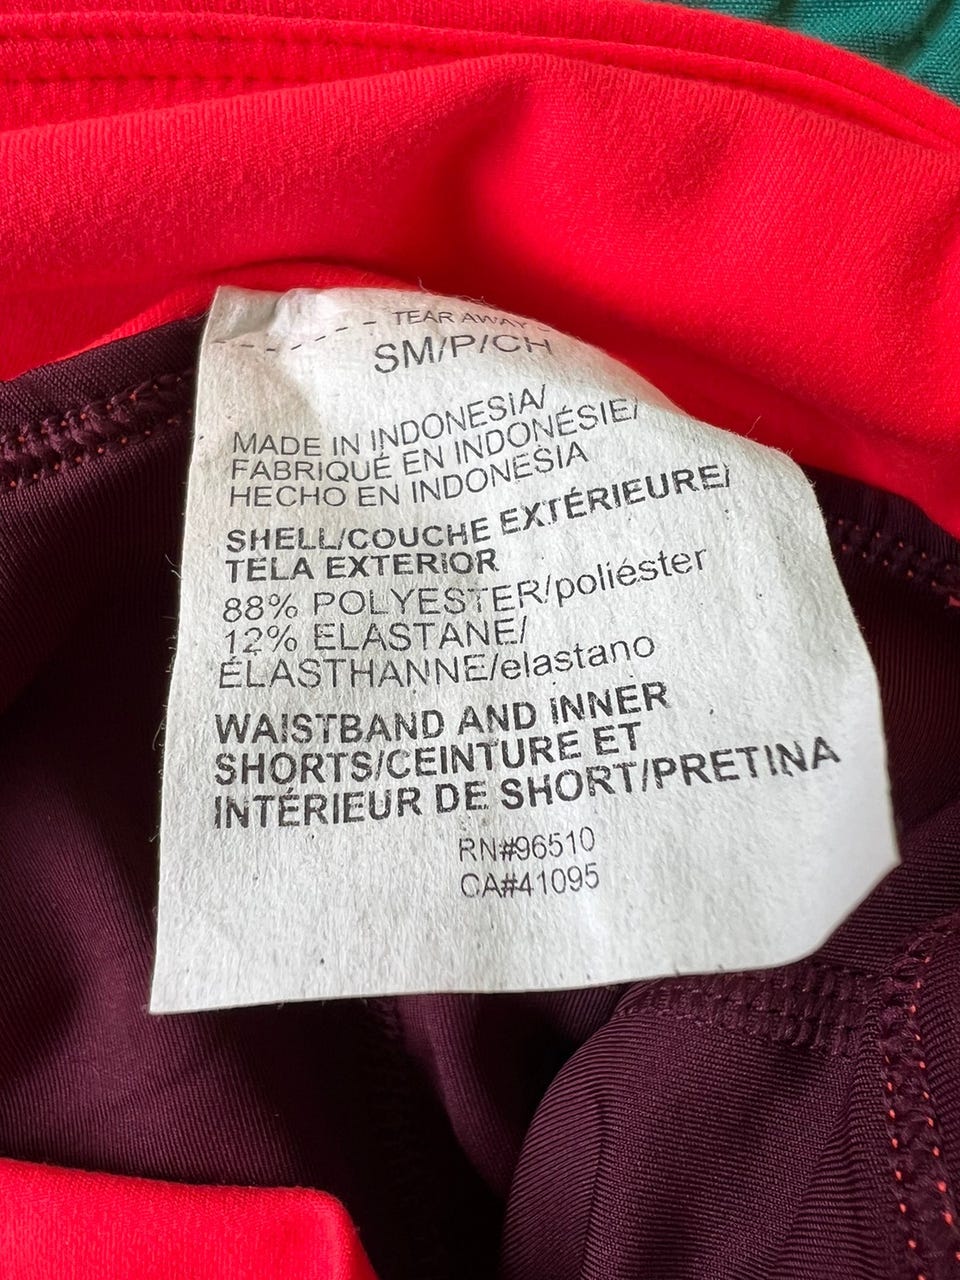 TEAR AWAY
SM/P/CH
MADE IN INDONESIA/
FABRIQUÉ EN INDONÉSIE/
HECHO EN INDONESIA
SHELL/COUCHE EXTÉRIEURE/
TELA EXTERIOR
88% POLYESTER/poliéster
12% ELASTANE/
ÉLASTHANNE/elastano
WAISTBAND AND INNER
SHORTS/CEINTURE ET
INTÉRIEUR DE SHORT/PRETINA
RN#96510
CA#41095